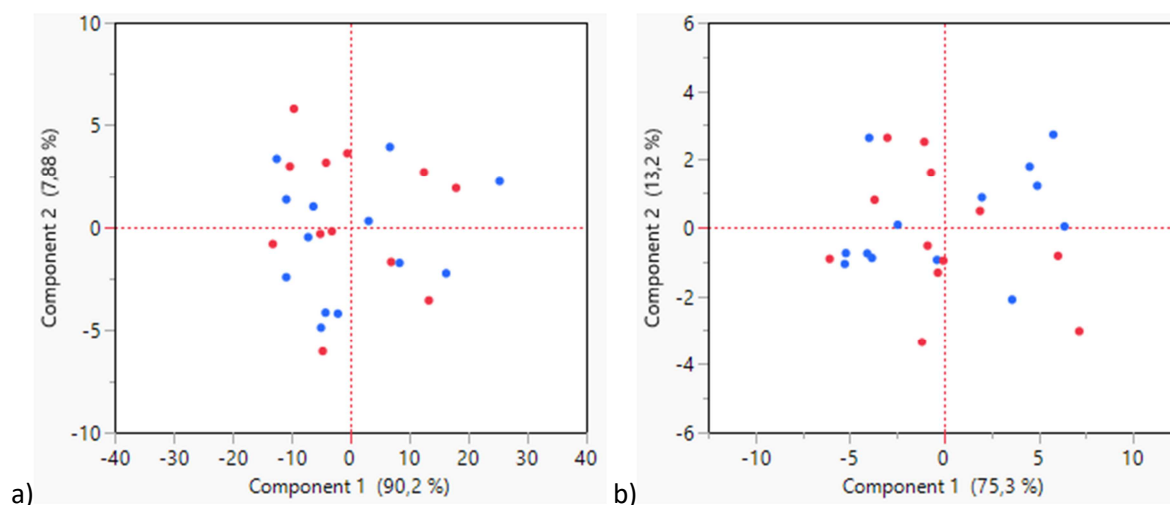 a)
10
5
0
-5
-10
Component 2 (7,88 %)
-40 -30 -20 -10 0 10 20 30 40
Component 1 (90,2 %)
b)
6
4
2
0
-2
-4
-6
Component 2 (13,2 %)
-10 -5 0 5 10
Component 1 (75,3 %)